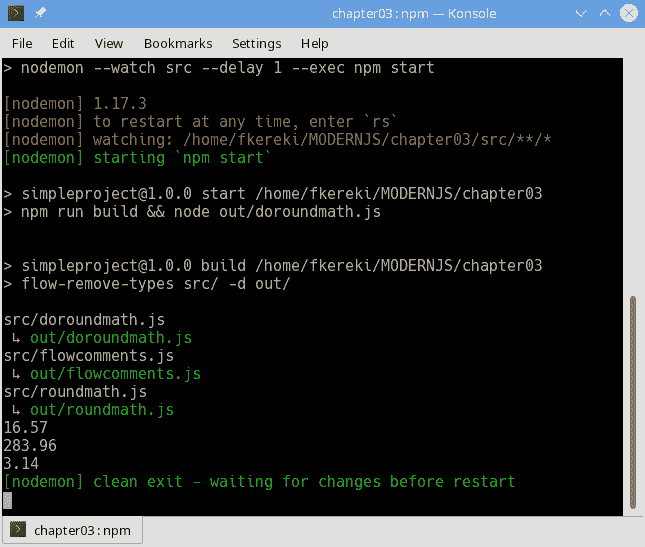 chapter03 : npm — Konsole
File Edit View Bookmarks Settings Help
> nodemon --watch src --delay 1 --exec npm start
[nodemon] 1.17.3
[nodemon] to restart at any time, enter `rs`
[nodemon] watching: /home/fkereki/MODERNJS/chapter03/src/**/*
[nodemon] starting `npm start`
> simpleproject@1.0.0 start /home/fkereki/MODERNJS/chapter03
> npm run build && node out/doroundmath.js
> simpleproject@1.0.0 build /home/fkereki/MODERNJS/chapter03
> flow-remove-types src/ -d out/
src/doroundmath.js
↳ out/doroundmath.js
src/flowcomments.js
↳ out/flowcomments.js
src/roundmath.js
↳ out/roundmath.js
16.57
283.96
3.14
[nodemon] clean exit - waiting for changes before restart
chapter03 : npm